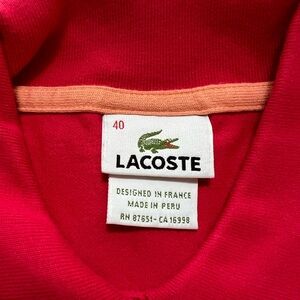 40
LACOSTE
DESIGNED IN FRANCE
MADE IN PERU
RN 87651 - CA 16998